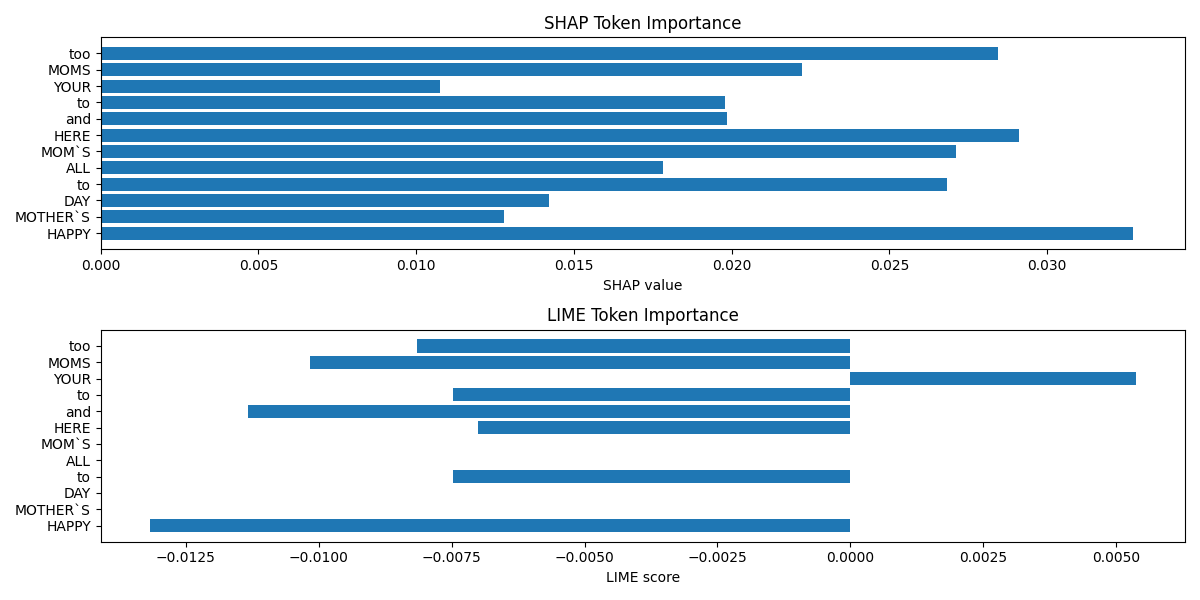 SHAP Token Importance
too
MOMS
YOUR
to
and
HERE
MOM`S
ALL
to
DAY
MOTHER`S
HAPPY
0.000 0.005 0.010 0.015 0.020 0.025 0.030
SHAP value
LIME Token Importance
too
MOMS
YOUR
to
and
HERE
MOM`S
ALL
to
DAY
MOTHER`S
HAPPY
−0.0125 −0.0100 −0.0075 −0.0050 −0.0025 0.0000 0.0025 0.0050
LIME score